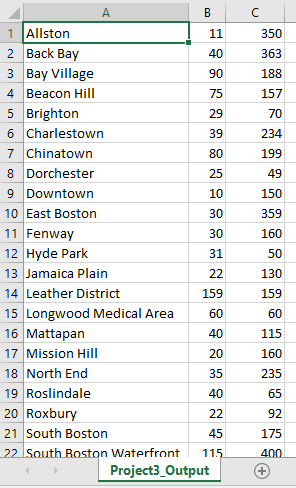 A B C
1 Allston 11 350
2 Back Bay 40 363
3 Bay Village 90 188
4 Beacon Hill 75 157
5 Brighton 29 70
6 Charlestown 39 234
7 Chinatown 80 199
8 Dorchester 25 49
9 Downtown 10 150
10 East Boston 30 359
11 Fenway 30 160
12 Hyde Park 31 50
13 Jamaica Plain 22 130
14 Leather District 159 159
15 Longwood Medical Area 60 60
16 Mattapan 40 115
17 Mission Hill 20 160
18 North End 35 235
19 Roslindale 40 65
20 Roxbury 22 92
21 South Boston 45 175
22 South Boston Waterfront 115 400
Project3_Output